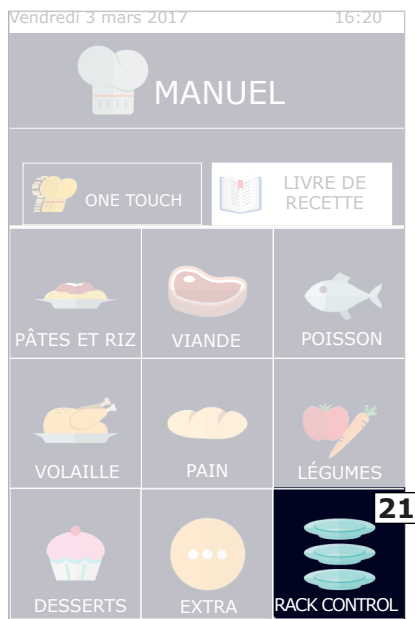 Vendredi 3 mars 2017 16:20
MANUEL
ONE TOUCH
LIVRE DE
RECETTE
PÂTES ET RIZ VIANDE POISSON
VOLAILLE PAIN LÉGUMES
21
DESSERTS EXTRA RACK CONTROL